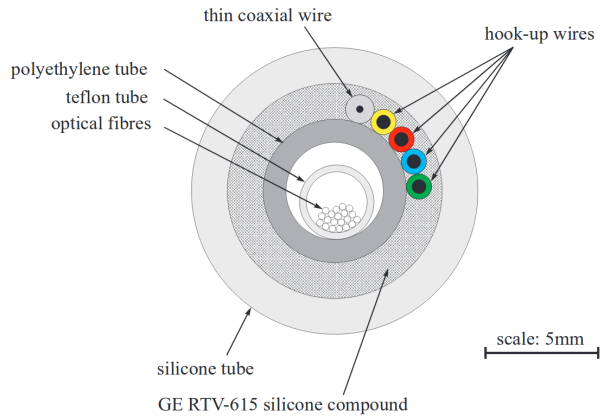 thin coaxial wire
hook-up wires
polyethylene tube
teflon tube
optical fibres
scale: 5mm
silicone tube
GE RTV-615 silicone compound